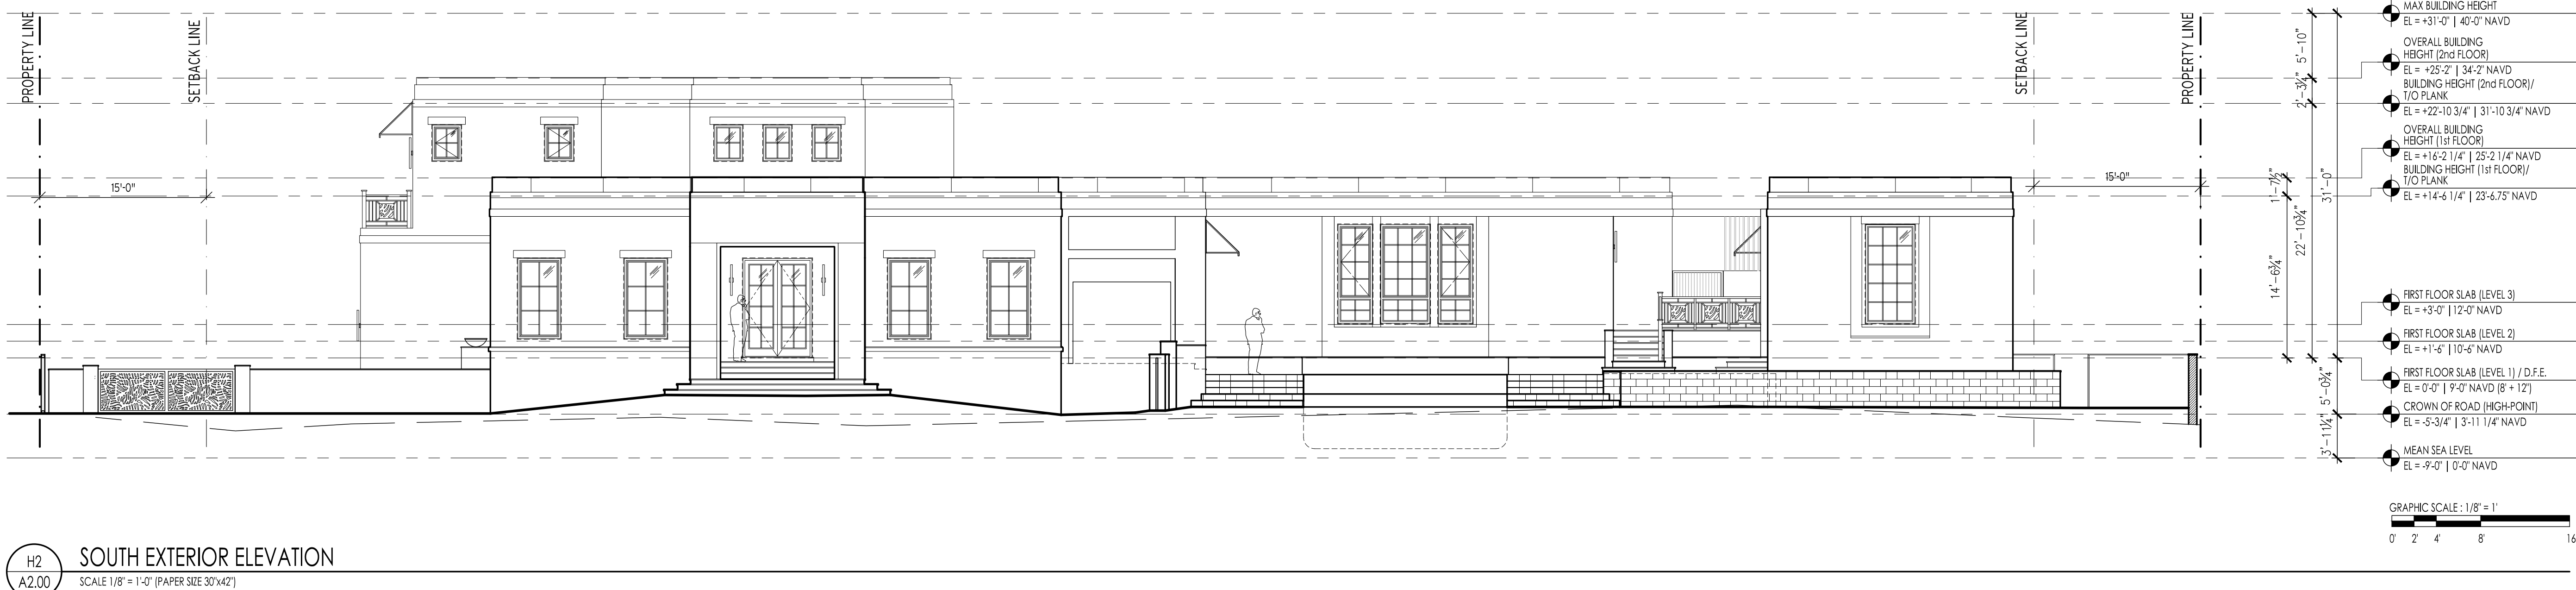 PROPERTY LINE
SETBACK LINE
15'-0"
SETBACK LINE
PROPERTY LINE
15'-0"
5'-10"
2'-3¼"
1'-7½"
31'-0"
22'-10¾"
14'-6¾"
5'-0¾"
3'-11¼"
MAX BUILDING HEIGHT
EL = +31'-0" | 40'-0" NAVD
OVERALL BUILDING
HEIGHT (2nd FLOOR)
EL = +25'-2" | 34'-2" NAVD
BUILDING HEIGHT (2nd FLOOR)/
T/O PLANK
EL = +22'-10 3/4" | 31'-10 3/4" NAVD
OVERALL BUILDING
HEIGHT (1st FLOOR)
EL = +16'-2 1/4" | 25'-2 1/4" NAVD
BUILDING HEIGHT (1st FLOOR)/
T/O PLANK
EL = +14'-6 1/4" | 23'-6.75" NAVD
FIRST FLOOR SLAB (LEVEL 3)
EL = +3'-0" | 12'-0" NAVD
FIRST FLOOR SLAB (LEVEL 2)
EL = +1'-6" | 10'-6" NAVD
FIRST FLOOR SLAB (LEVEL 1) / D.F.E.
EL = 0'-0" | 9'-0" NAVD (8' + 12")
CROWN OF ROAD (HIGH-POINT)
EL = -5'-3/4" | 3'-11 1/4" NAVD
MEAN SEA LEVEL
EL = -9'-0" | 0'-0" NAVD
GRAPHIC SCALE : 1/8" = 1'
0' 2' 4' 8' 16
H2
A2.00
SOUTH EXTERIOR ELEVATION
SCALE 1/8" = 1'-0" (PAPER SIZE 30"x42")